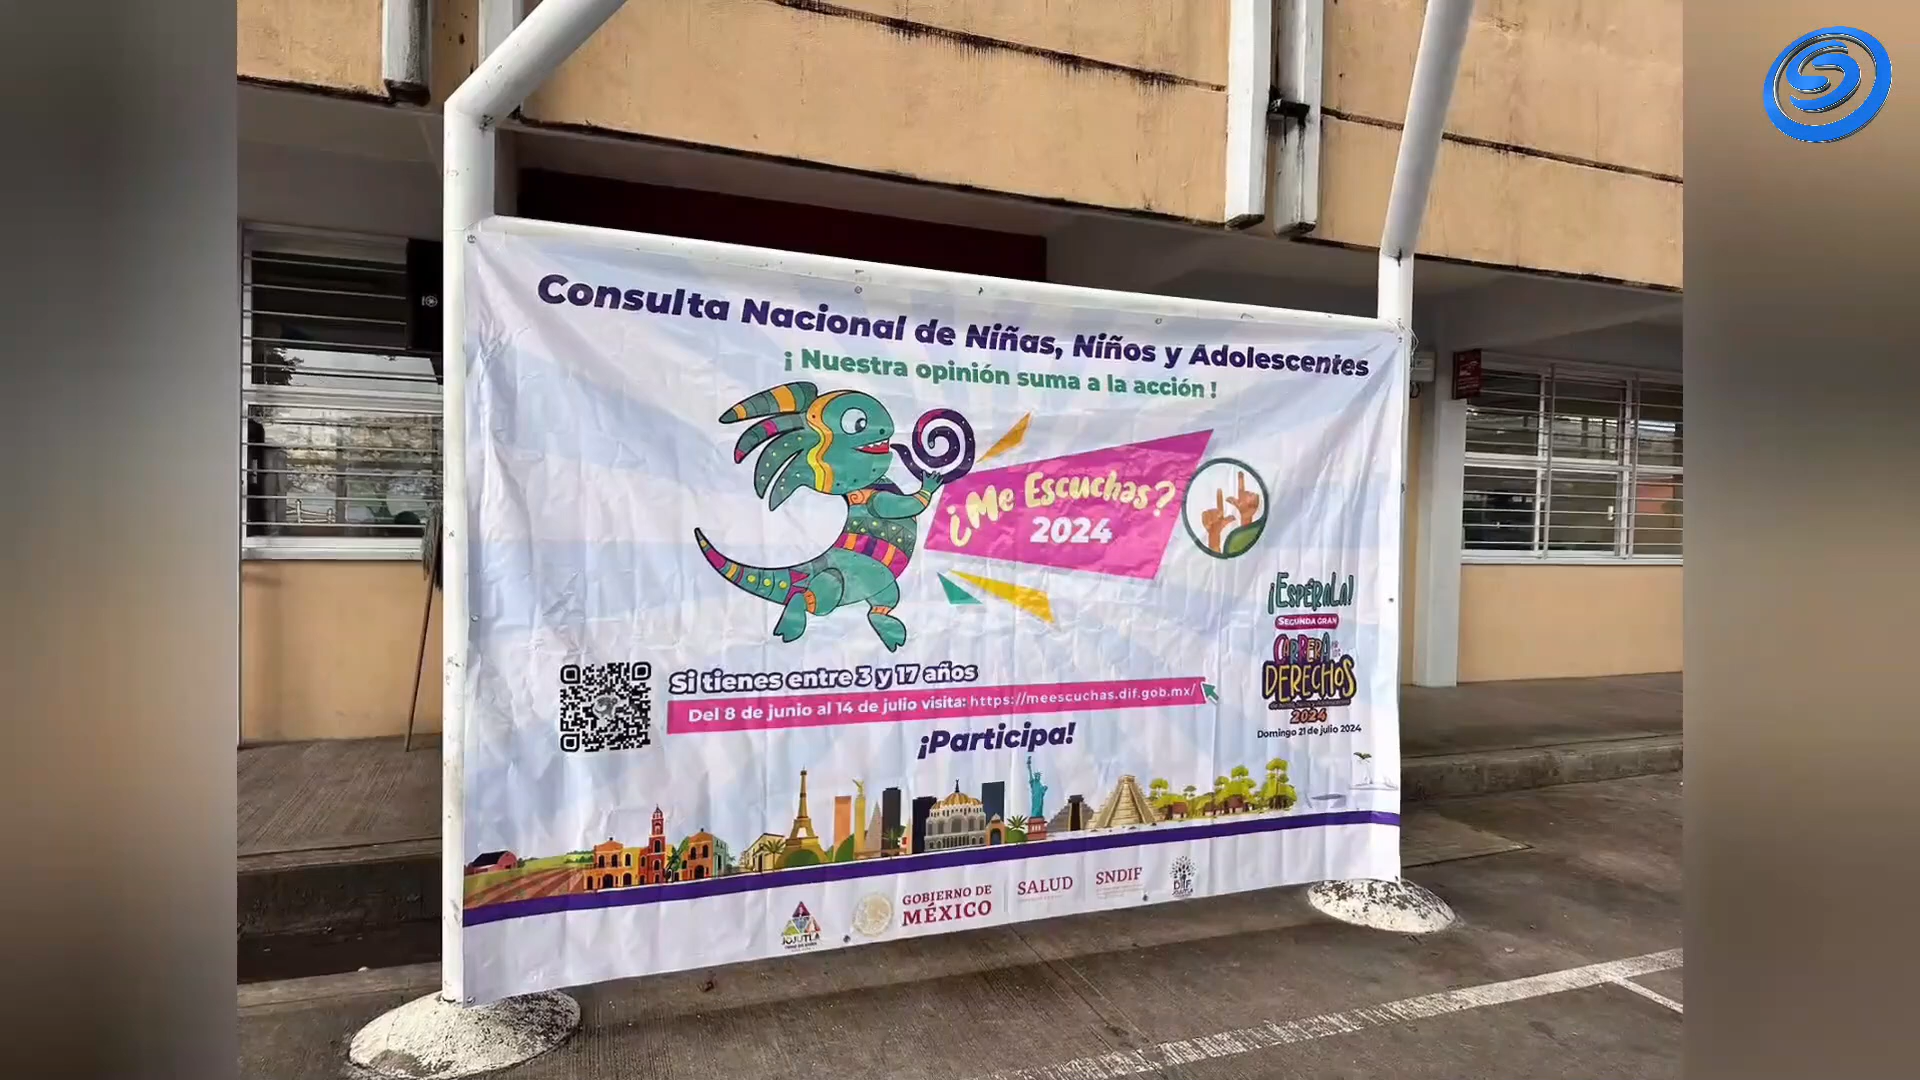 Consulta Nacional de Niñas, Niños y Adolescentes
¡ Nuestra opinión suma a la acción !
¿Me Escuchas?
2024
¡ESPÉRALA!
SEGUNDA GRAN
CARRERA
DERECHOS
2024
Domingo 21 de julio 2024
Si tienes entre 3 y 17 años
Del 8 de junio al 14 de julio visita: https://meescuchas.dif.gob.mx/
¡Participa!
JOJUTLA
GOBIERNO DE
MÉXICO
SALUD
SNDIF
DIF